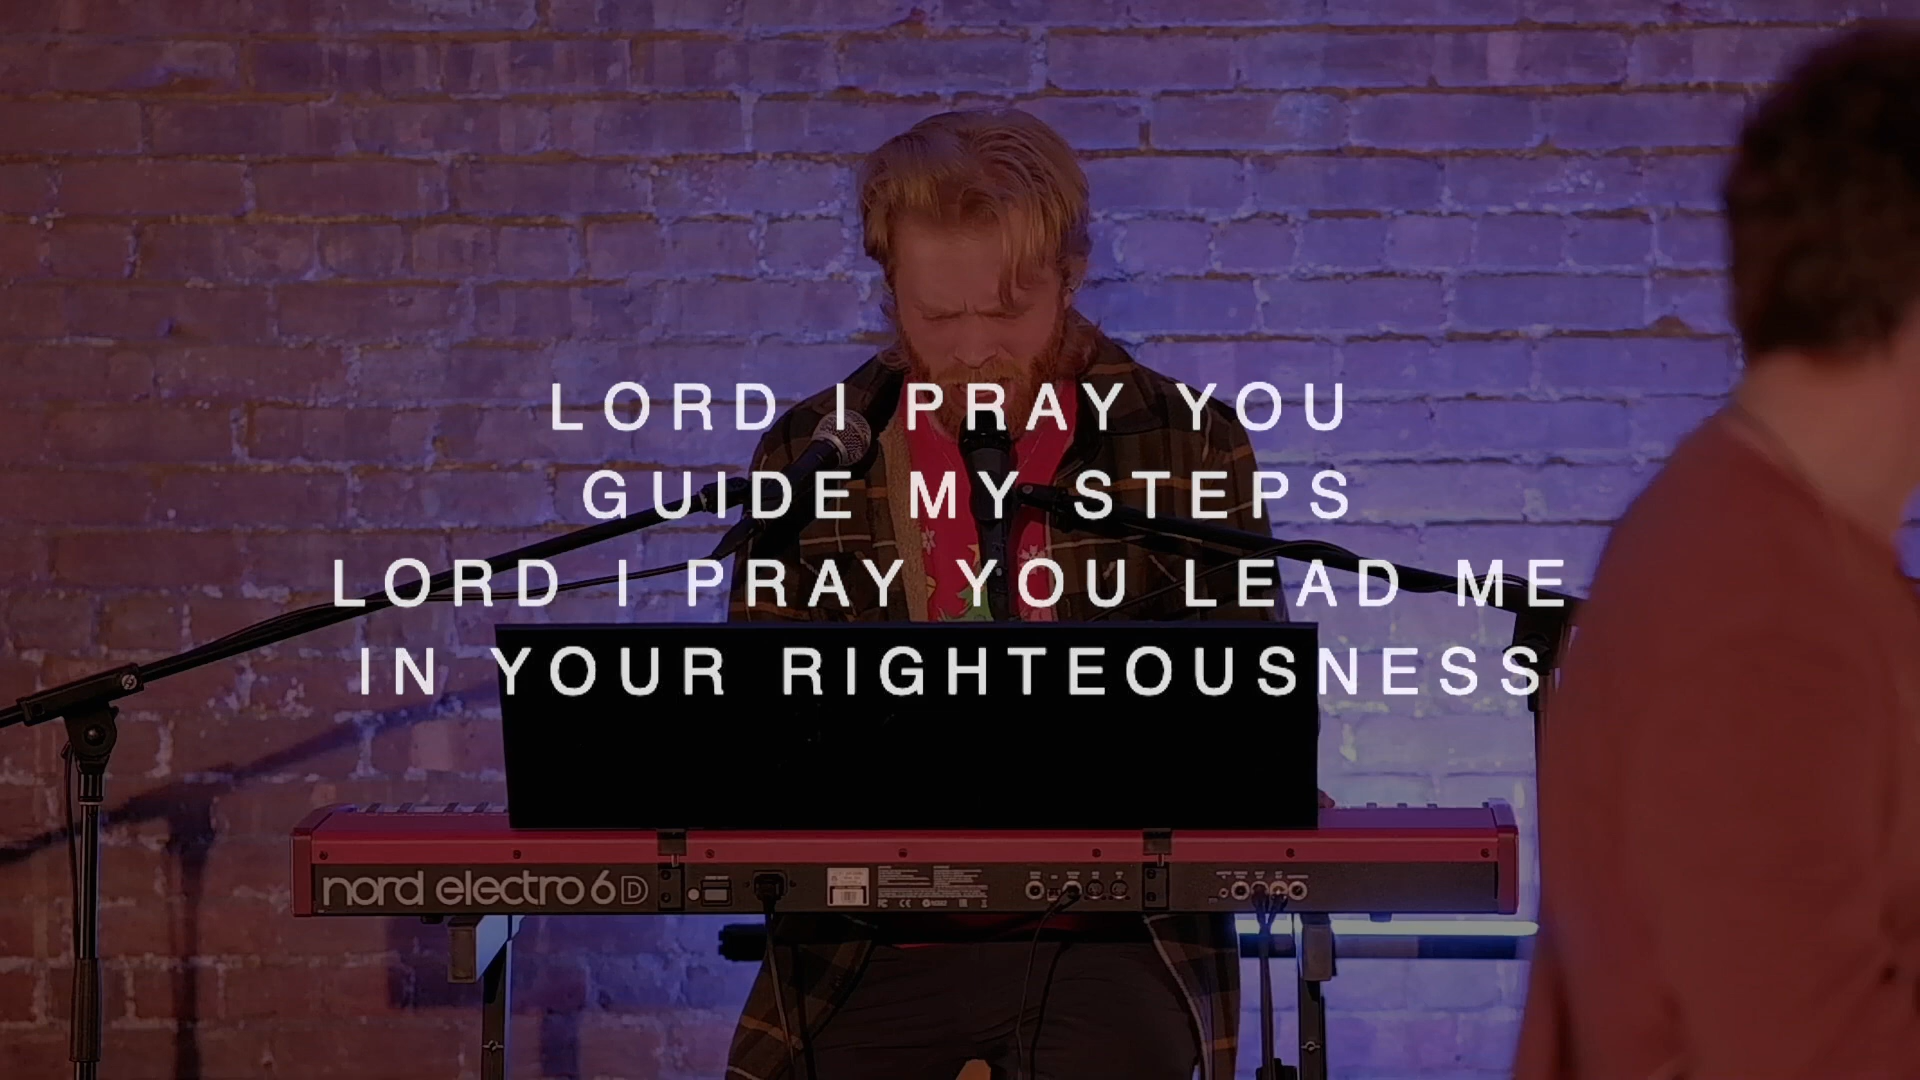 LORD I PRAY YOU
GUIDE MY STEPS
LORD I PRAY YOU LEAD ME
IN YOUR RIGHTEOUSNESS
nord electro 6D